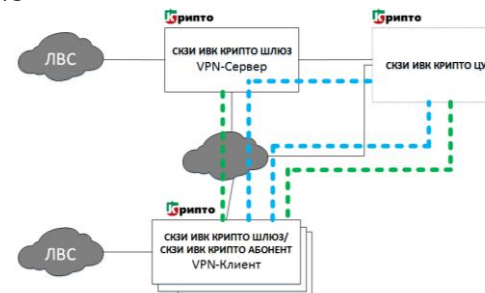 Крипто
Крипто
ЛВС
СКЗИ ИВК КРИПТО ШЛЮЗ
VPN-Сервер
СКЗИ ИВК КРИПТО ЦУ
Крипто
ЛВС
СКЗИ ИВК КРИПТО ШЛЮЗ/
СКЗИ ИВК КРИПТО АБОНЕНТ
VPN-Клиент